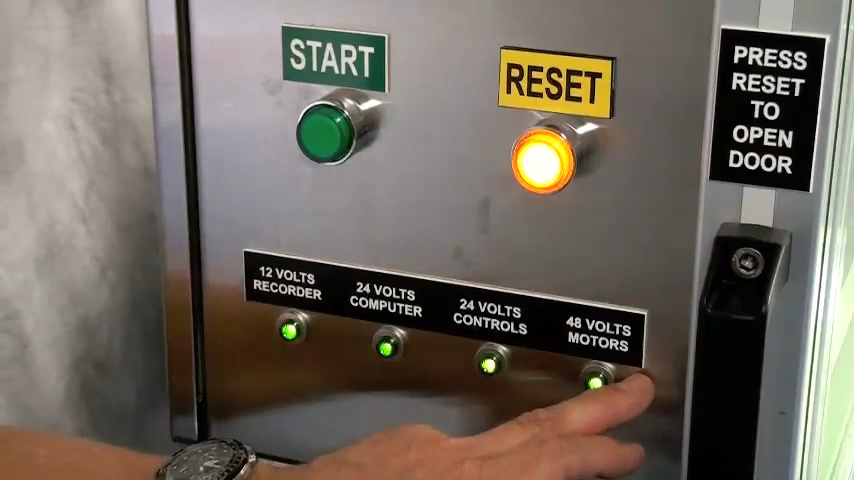 START
RESET
PRESS
RESET
TO
OPEN
DOOR
12 VOLTS
RECORDER
24 VOLTS
COMPUTER
24 VOLTS
CONTROLS
48 VOLTS
MOTORS